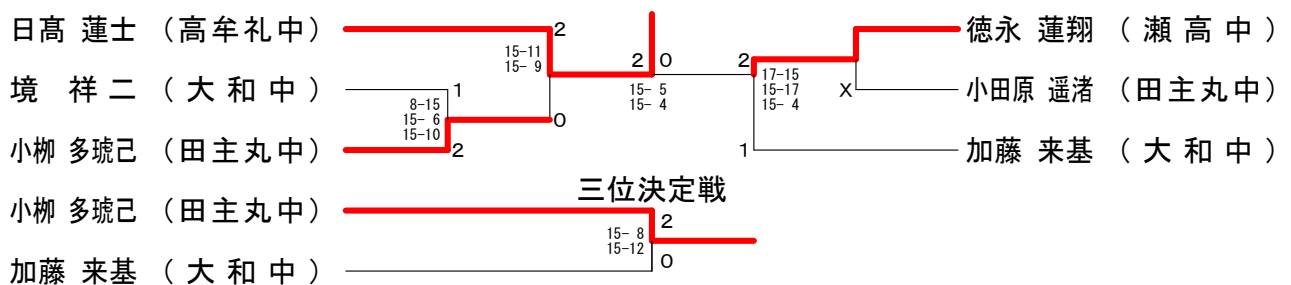 日髙 蓮士 （高牟礼中）
2
15-11
15- 9
境 祥二 （大和中）
1
8-15
15- 6
15-10
0
小栁 多琥己 （田主丸中）
2
2 0
15- 5
15- 4
徳永 蓮翔 （瀬高中）
2
17-15
15-17
15- 4
X
小田原 遥渚 （田主丸中）
1
加藤 来基 （大和中）
三位決定戦
小栁 多琥己 （田主丸中）
2
15- 8
15-12
0
加藤 来基 （大和中）